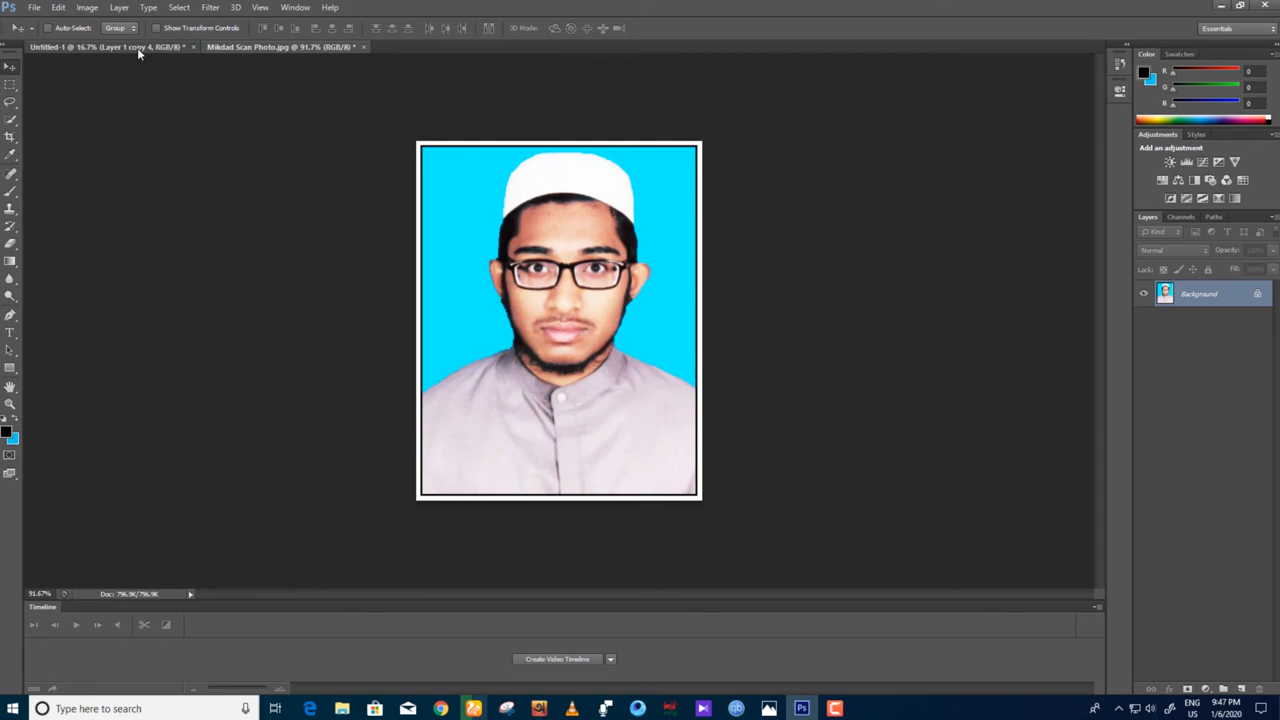 Ps File Edit Image Layer Type Select Filter 3D View Window Help
Auto-Select: Group Show Transform Controls 3D Mode: Essentials
Untitled-1 @ 16.7% (Layer 1 copy 4, RGB/8) * × Mikdad Scan Photo.jpg @ 91.7% (RGB/8) * ×
Color Swatches
R 0
G 0
B 0
Adjustments Styles
Add an adjustment
Layers Channels Paths
Kind
Normal Opacity: 100%
Lock: Fill: 100%
Background
91.67% Doc: 796.9K/796.9K
Timeline
Create Video Timeline
Type here to search
ENG 9:47 PM
US 1/6/2020